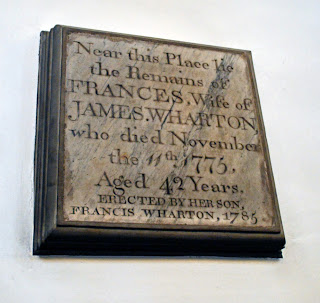 Near this Place lie
the Remains of
FRANCES, Wife of
JAMES WHARTON,
who died November
the 11th 1775.
Aged 42 Years.
ERECTED BY HER SON,
FRANCIS WHARTON, 1785